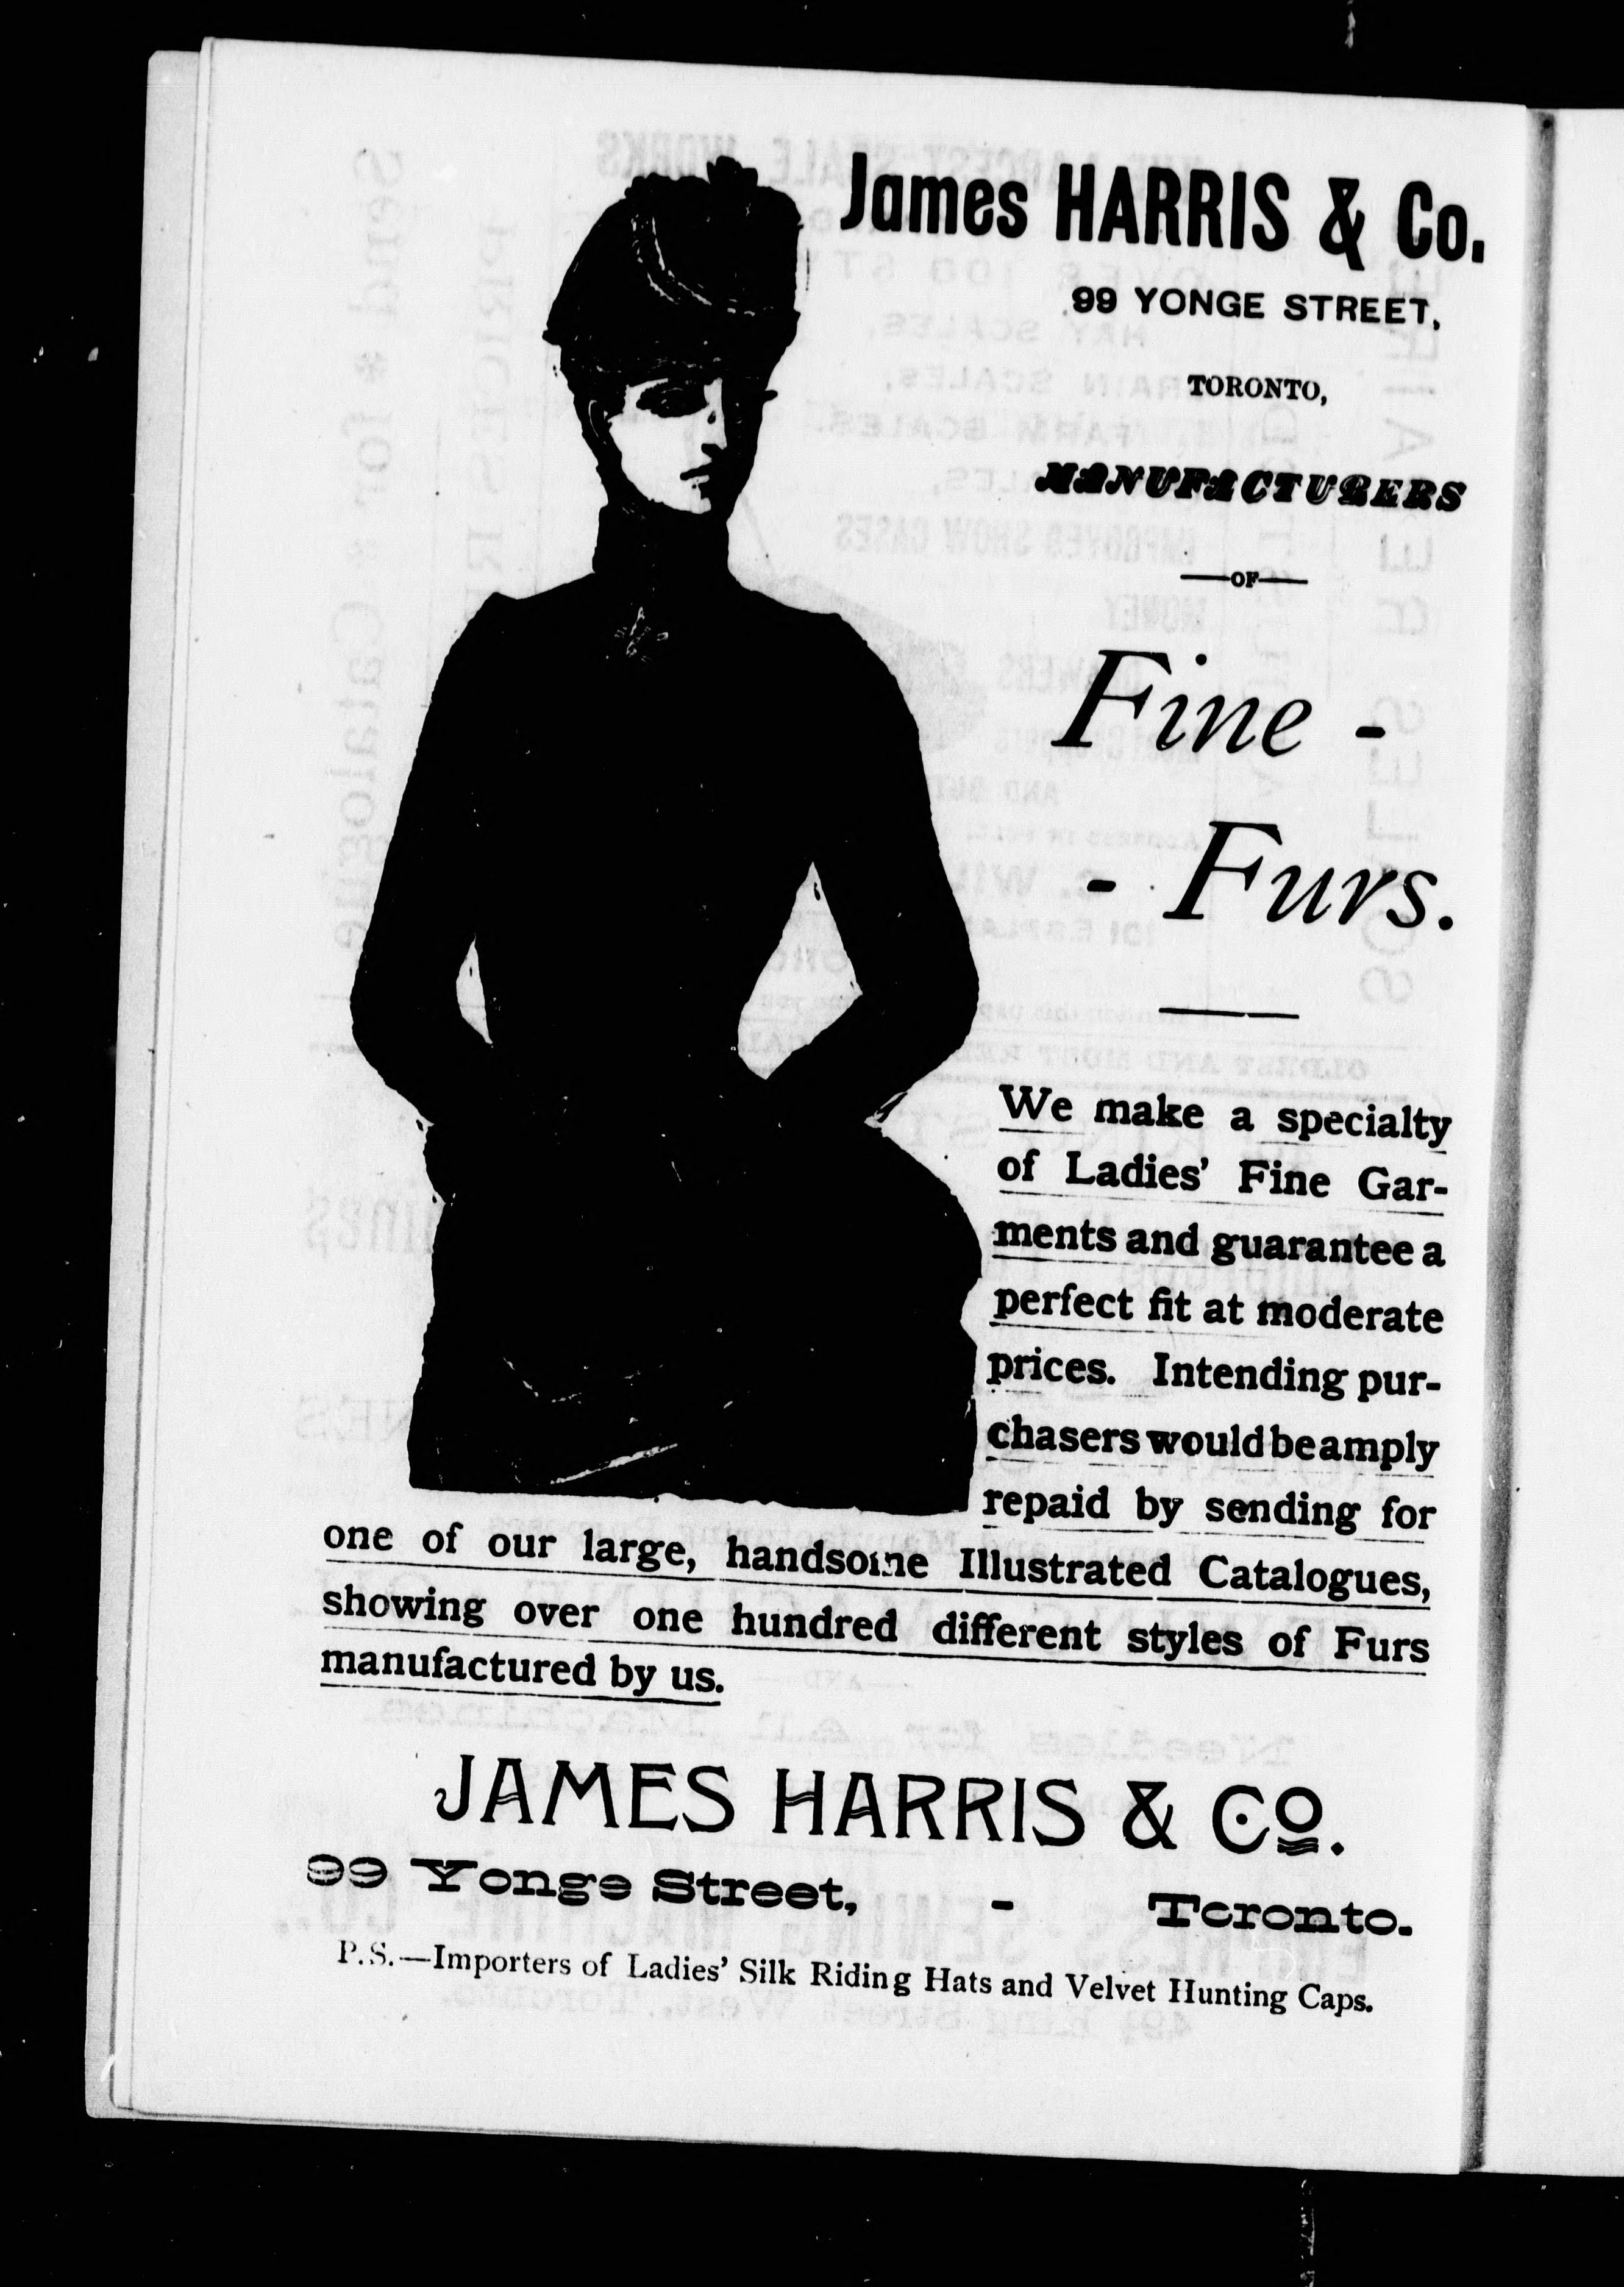 James HARRIS & Co.
99 YONGE STREET,
TORONTO,
MANUFACTURERS
—OF—
Fine -
- Furs.
We make a specialty
of Ladies' Fine Gar-
ments and guarantee a
perfect fit at moderate
prices. Intending pur-
chasers would be amply
repaid by sending for
one of our large, handsome Illustrated Catalogues,
showing over one hundred different styles of Furs
manufactured by us.
JAMES HARRIS & Co.
99 Yonge Street, - Toronto.
P.S.—Importers of Ladies' Silk Riding Hats and Velvet Hunting Caps.